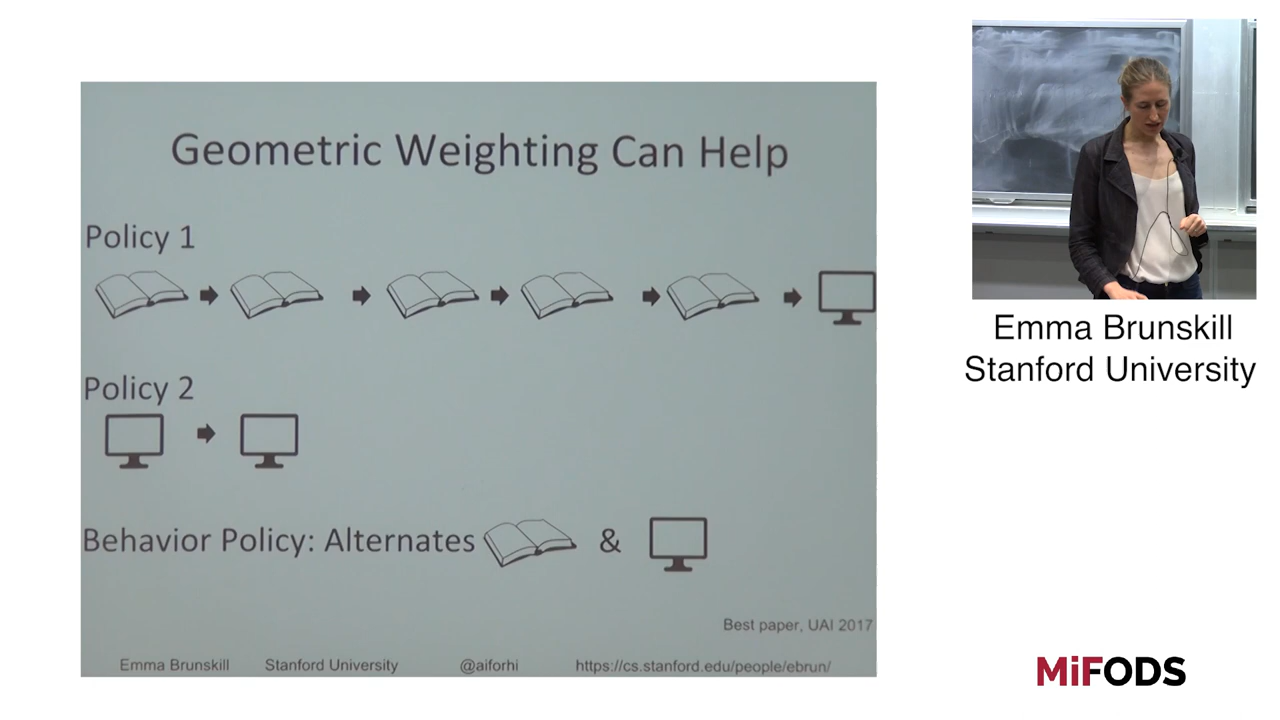 Geometric Weighting Can Help
Policy 1
Policy 2
Behavior Policy: Alternates &
Best paper, UAI 2017
Emma Brunskill Stanford University @aiforhi https://cs.stanford.edu/people/ebrun/
Emma Brunskill
Stanford University
MiFODS